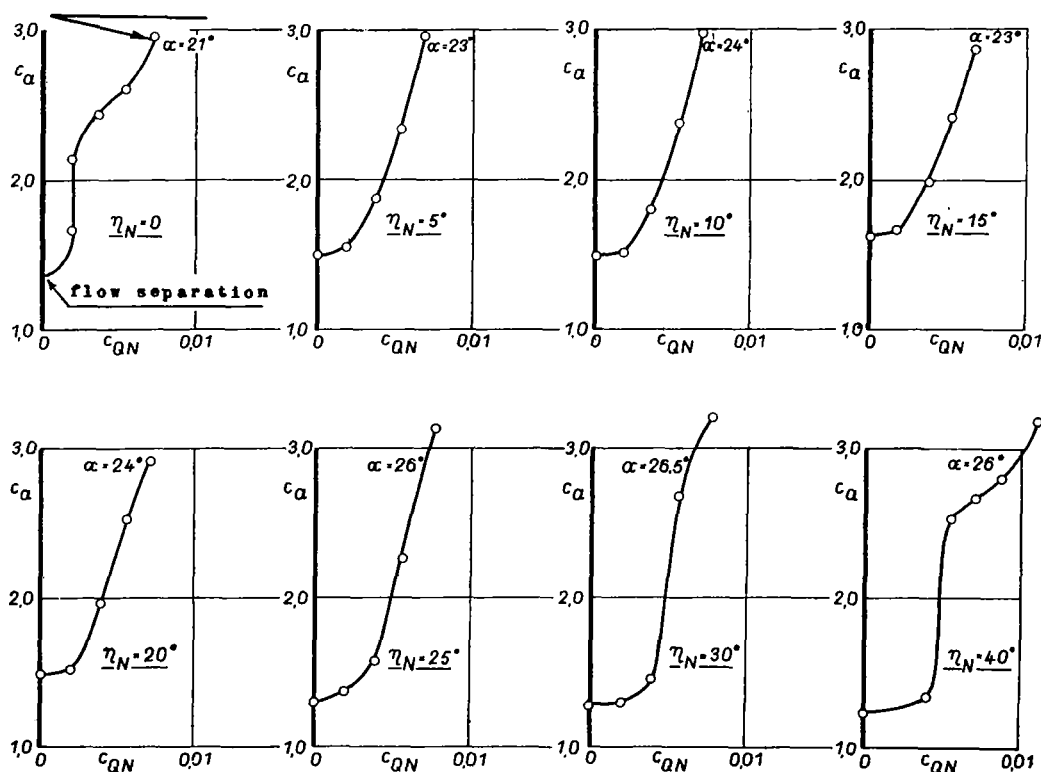 3,0 3,0 3,0 3,0
α=21° α=23° α=24° α=23°
c_a c_a c_a c_a
2,0 2,0 2,0 2,0
η_N=0 η_N=5° η_N=10° η_N=15°
flow separation
1,0 1,0 1,0 1,0
0 c_QN 0,01 0 c_QN 0,01 0 c_QN 0,01 0 c_QN 0,01
3,0 3,0 3,0 3,0
α=24° α=26° α=26,5° α=26°
c_a c_a c_a c_a
2,0 2,0 2,0 2,0
η_N=20° η_N=25° η_N=30° η_N=40°
1,0 1,0 1,0 1,0
0 c_QN 0,01 0 c_QN 0,01 0 c_QN 0,01 0 c_QN 0,01